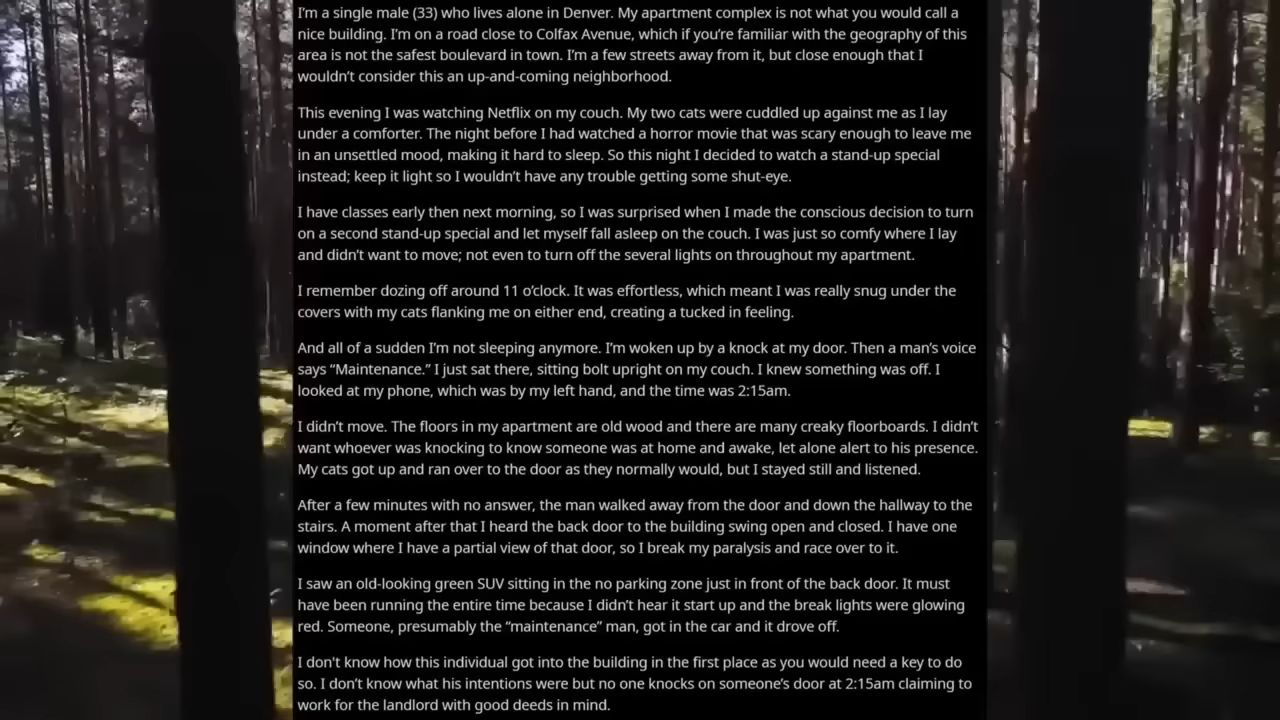 I'm a single male (33) who lives alone in Denver. My apartment complex is not what you would call a
nice building. I'm on a road close to Colfax Avenue, which if you're familiar with the geography of this
area is not the safest boulevard in town. I'm a few streets away from it, but close enough that I
wouldn't consider this an up-and-coming neighborhood.
This evening I was watching Netflix on my couch. My two cats were cuddled up against me as I lay
under a comforter. The night before I had watched a horror movie that was scary enough to leave me
in an unsettled mood, making it hard to sleep. So this night I decided to watch a stand-up special
instead; keep it light so I wouldn't have any trouble getting some shut-eye.
I have classes early then next morning, so I was surprised when I made the conscious decision to turn
on a second stand-up special and let myself fall asleep on the couch. I was just so comfy where I lay
and didn't want to move; not even to turn off the several lights on throughout my apartment.
I remember dozing off around 11 o'clock. It was effortless, which meant I was really snug under the
covers with my cats flanking me on either end, creating a tucked in feeling.
And all of a sudden I'm not sleeping anymore. I'm woken up by a knock at my door. Then a man's voice
says “Maintenance.” I just sat there, sitting bolt upright on my couch. I knew something was off. I
looked at my phone, which was by my left hand, and the time was 2:15am.
I didn't move. The floors in my apartment are old wood and there are many creaky floorboards. I didn't
want whoever was knocking to know someone was at home and awake, let alone alert to his presence.
My cats got up and ran over to the door as they normally would, but I stayed still and listened.
After a few minutes with no answer, the man walked away from the door and down the hallway to the
stairs. A moment after that I heard the back door to the building swing open and closed. I have one
window where I have a partial view of that door, so I break my paralysis and race over to it.
I saw an old-looking green SUV sitting in the no parking zone just in front of the back door. It must
have been running the entire time because I didn't hear it start up and the break lights were glowing
red. Someone, presumably the “maintenance” man, got in the car and it drove off.
I don't know how this individual got into the building in the first place as you would need a key to do
so. I don't know what his intentions were but no one knocks on someone's door at 2:15am claiming to
work for the landlord with good deeds in mind.